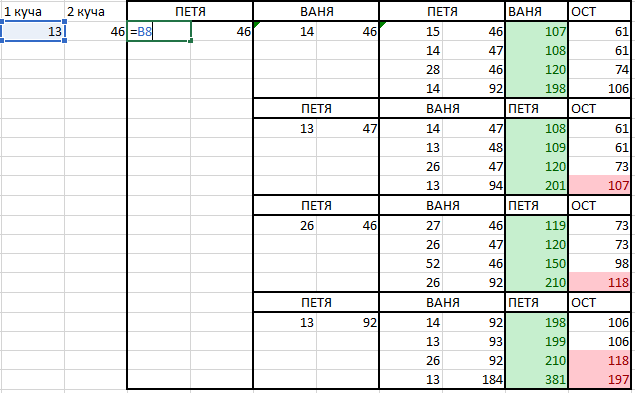 1 куча 2 куча ПЕТЯ ВАНЯ ПЕТЯ ВАНЯ ОСТ
13 46 =B8 46 14 46 15 46 107 61
14 47 108 61
28 46 120 74
14 92 198 106
ПЕТЯ ВАНЯ ПЕТЯ ОСТ
13 47 14 47 108 61
13 48 109 61
26 47 120 73
13 94 201 107
ПЕТЯ ВАНЯ ПЕТЯ ОСТ
26 46 27 46 119 73
26 47 120 73
52 46 150 98
26 92 210 118
ПЕТЯ ВАНЯ ПЕТЯ ОСТ
13 92 14 92 198 106
13 93 199 106
26 92 210 118
13 184 381 197